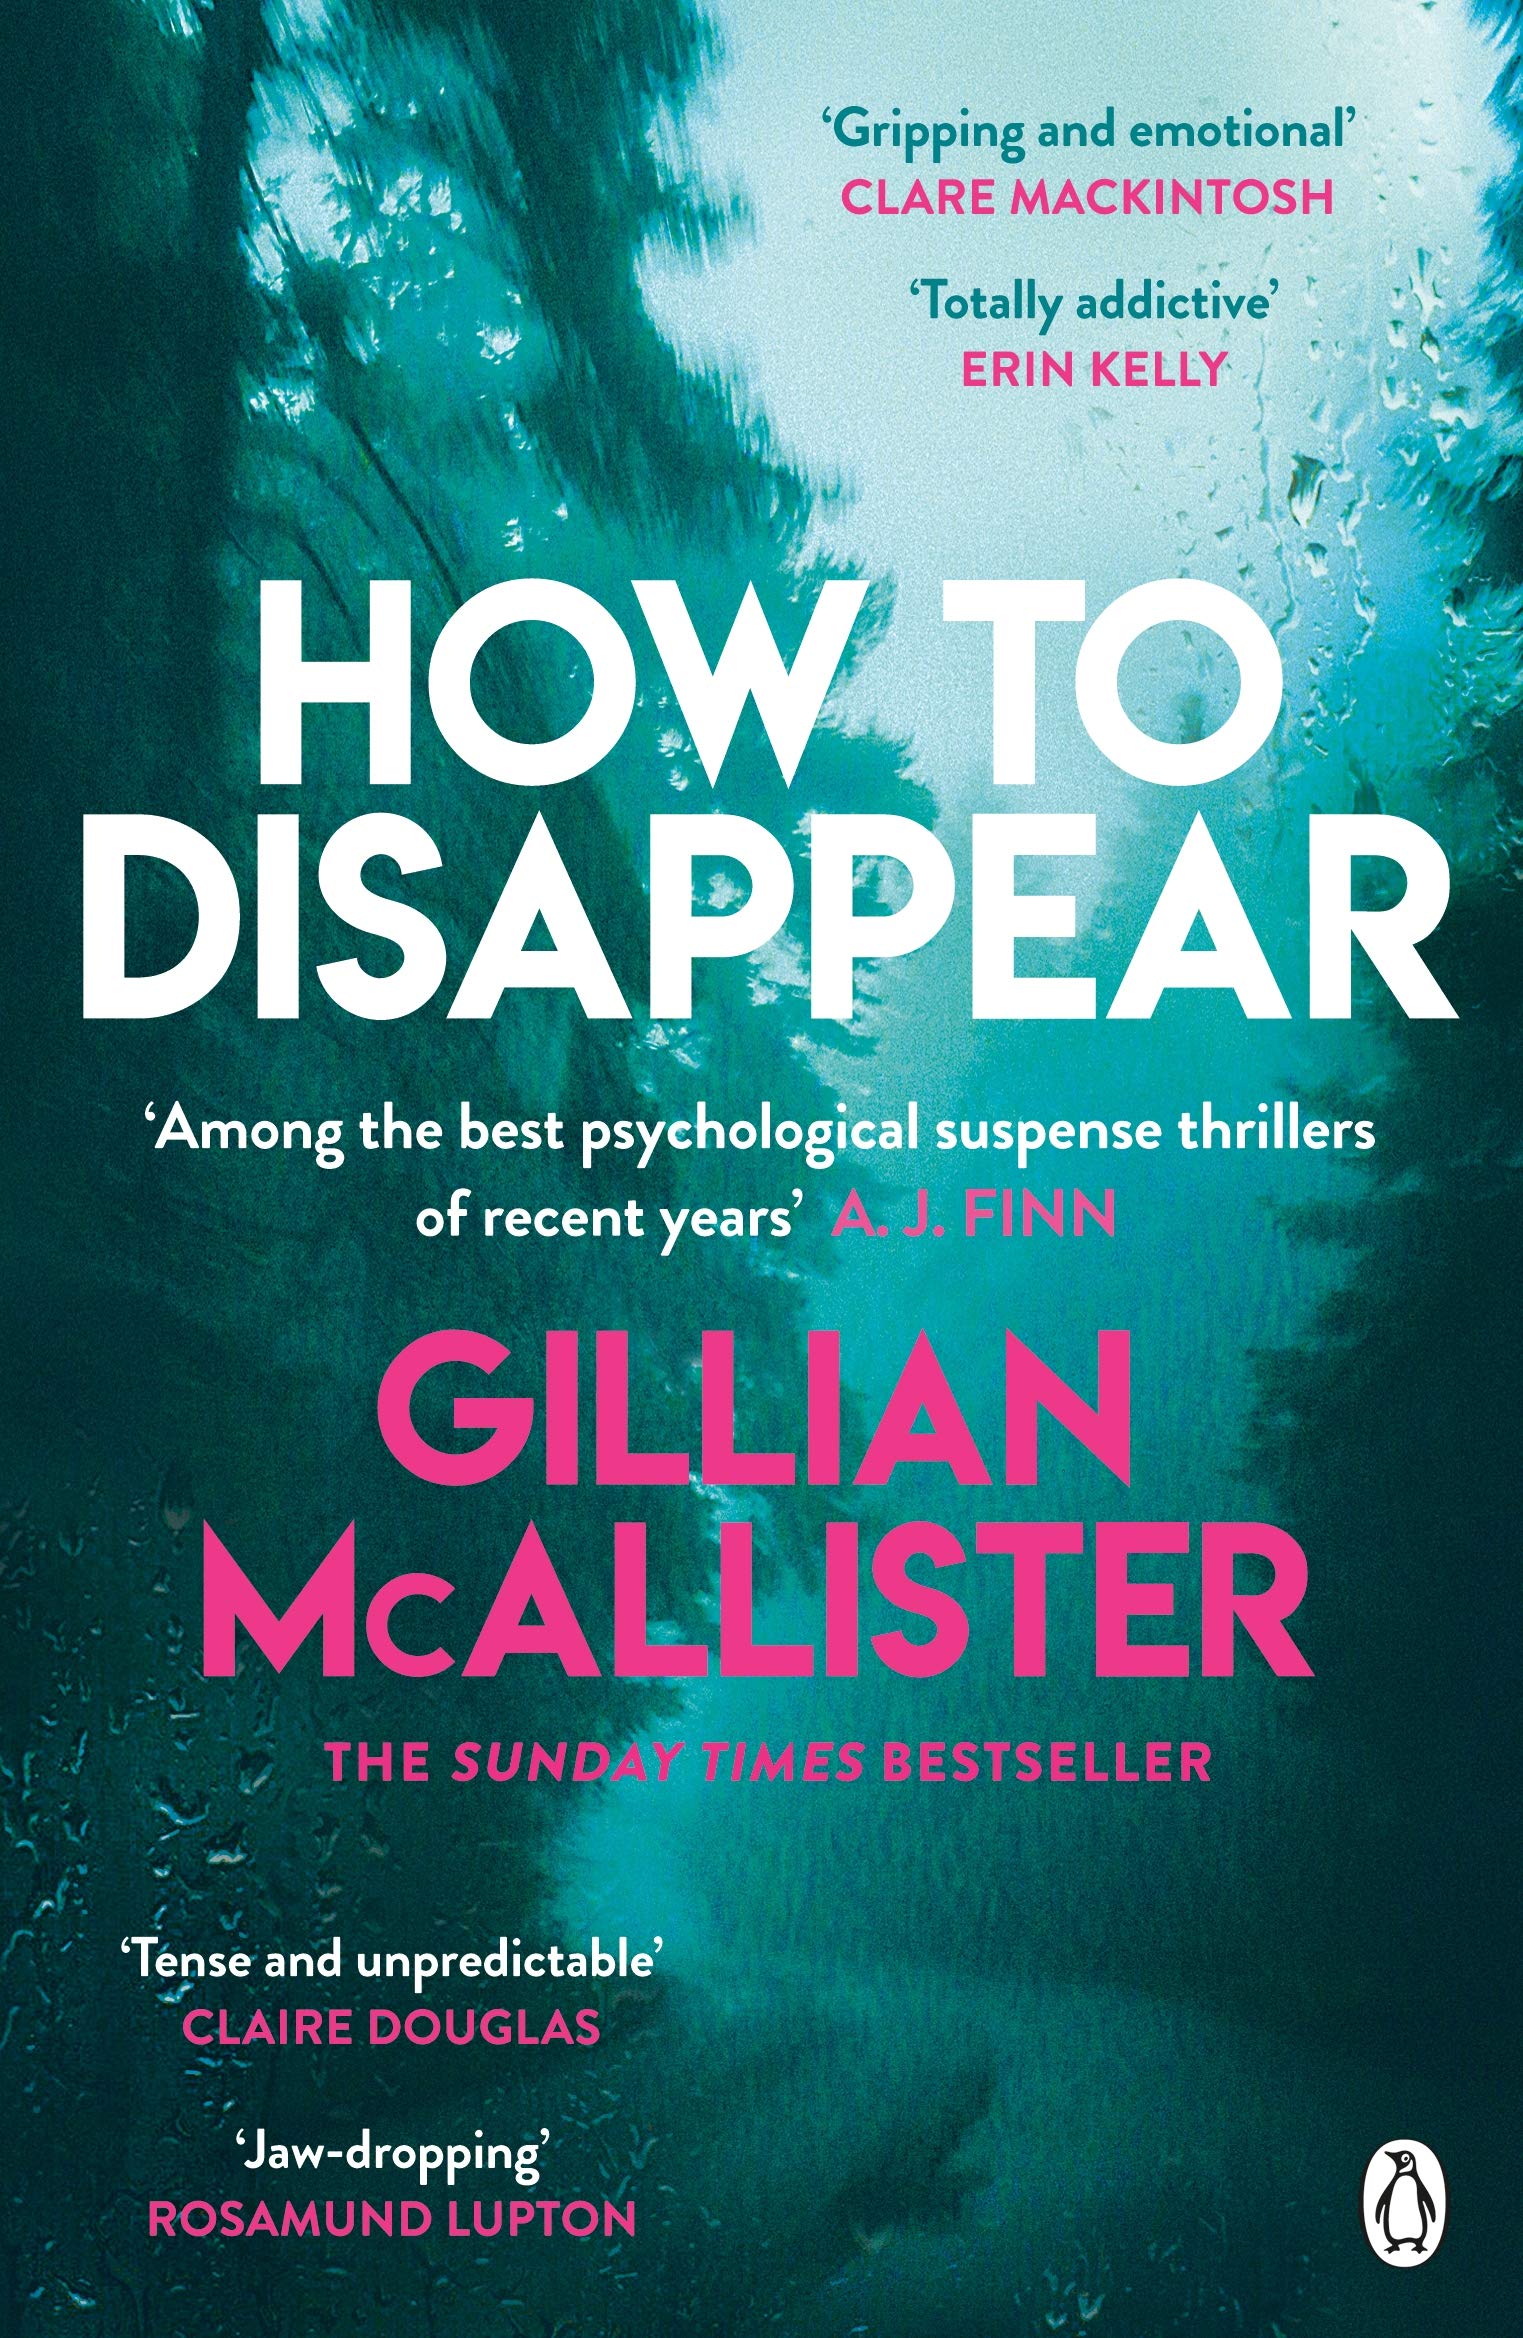 ‘Gripping and emotional’
CLARE MACKINTOSH
‘Totally addictive’
ERIN KELLY
HOW TO
DISAPPEAR
‘Among the best psychological suspense thrillers
of recent years’ A. J. FINN
GILLIAN
McALLISTER
THE SUNDAY TIMES BESTSELLER
‘Tense and unpredictable’
CLAIRE DOUGLAS
‘Jaw-dropping’
ROSAMUND LUPTON